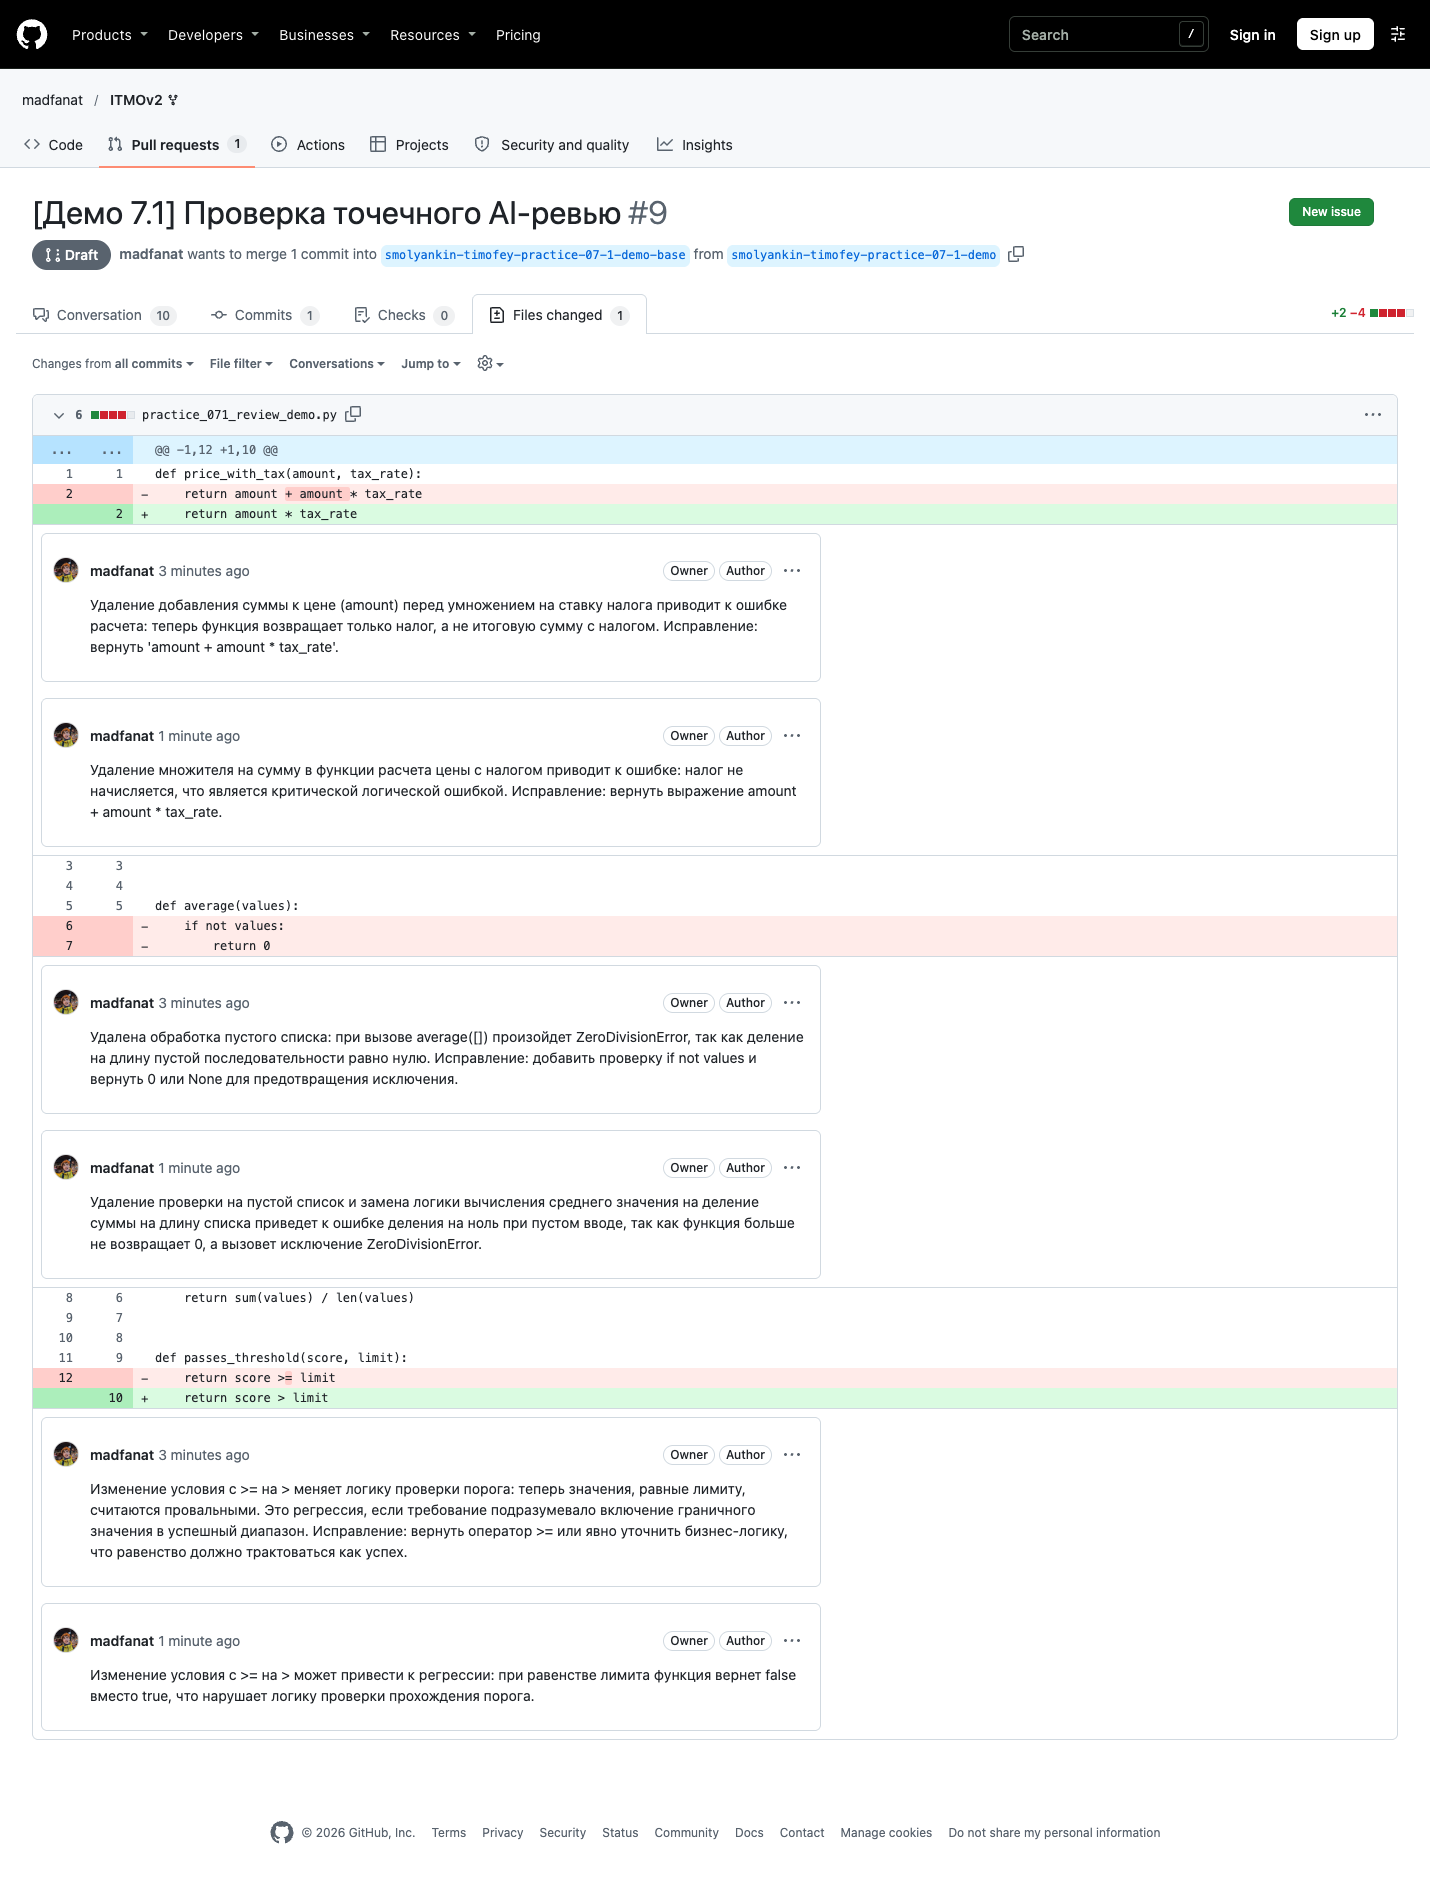 Products Developers Businesses Resources Pricing Search / Sign in Sign up
madfanat / ITMOv2
Code Pull requests 1 Actions Projects Security and quality Insights
[Демо 7.1] Проверка точечного AI-ревью #9 New issue
Draft madfanat wants to merge 1 commit into smolyankin-timofey-practice-07-1-demo-base from smolyankin-timofey-practice-07-1-demo
Conversation 10 Commits 1 Checks 0 Files changed 1 +2 −4
Changes from all commits File filter Conversations Jump to
6 practice_071_review_demo.py
... ... @@ -1,12 +1,10 @@
1 1 def price_with_tax(amount, tax_rate):
2 - return amount + amount * tax_rate
2 + return amount * tax_rate
madfanat 3 minutes ago Owner Author
Удаление добавления суммы к цене (amount) перед умножением на ставку налога приводит к ошибке
расчета: теперь функция возвращает только налог, а не итоговую сумму с налогом. Исправление:
вернуть 'amount + amount * tax_rate'.
madfanat 1 minute ago Owner Author
Удаление множителя на сумму в функции расчета цены с налогом приводит к ошибке: налог не
начисляется, что является критической логической ошибкой. Исправление: вернуть выражение amount
+ amount * tax_rate.
3 3
4 4
5 5 def average(values):
6 - if not values:
7 - return 0
madfanat 3 minutes ago Owner Author
Удалена обработка пустого списка: при вызове average([]) произойдет ZeroDivisionError, так как деление
на длину пустой последовательности равно нулю. Исправление: добавить проверку if not values и
вернуть 0 или None для предотвращения исключения.
madfanat 1 minute ago Owner Author
Удаление проверки на пустой список и замена логики вычисления среднего значения на деление
суммы на длину списка приведет к ошибке деления на ноль при пустом вводе, так как функция больше
не возвращает 0, а вызовет исключение ZeroDivisionError.
8 6 return sum(values) / len(values)
9 7
10 8
11 9 def passes_threshold(score, limit):
12 - return score >= limit
10 + return score > limit
madfanat 3 minutes ago Owner Author
Изменение условия с >= на > меняет логику проверки порога: теперь значения, равные лимиту,
считаются провальными. Это регрессия, если требование подразумевало включение граничного
значения в успешный диапазон. Исправление: вернуть оператор >= или явно уточнить бизнес-логику,
что равенство должно трактоваться как успех.
madfanat 1 minute ago Owner Author
Изменение условия с >= на > может привести к регрессии: при равенстве лимита функция вернет false
вместо true, что нарушает логику проверки прохождения порога.
© 2026 GitHub, Inc. Terms Privacy Security Status Community Docs Contact Manage cookies Do not share my personal information